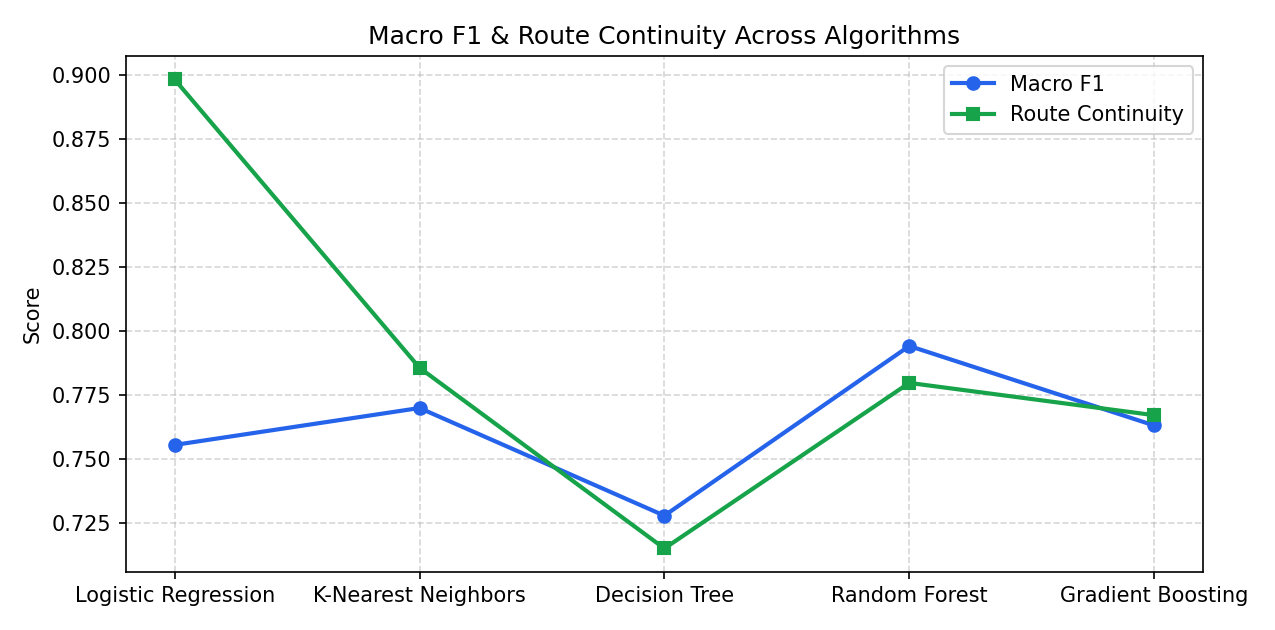 Macro F1 & Route Continuity Across Algorithms
Macro F1
Route Continuity
Score
0.900
0.875
0.850
0.825
0.800
0.775
0.750
0.725
Logistic Regression
K-Nearest Neighbors
Decision Tree
Random Forest
Gradient Boosting